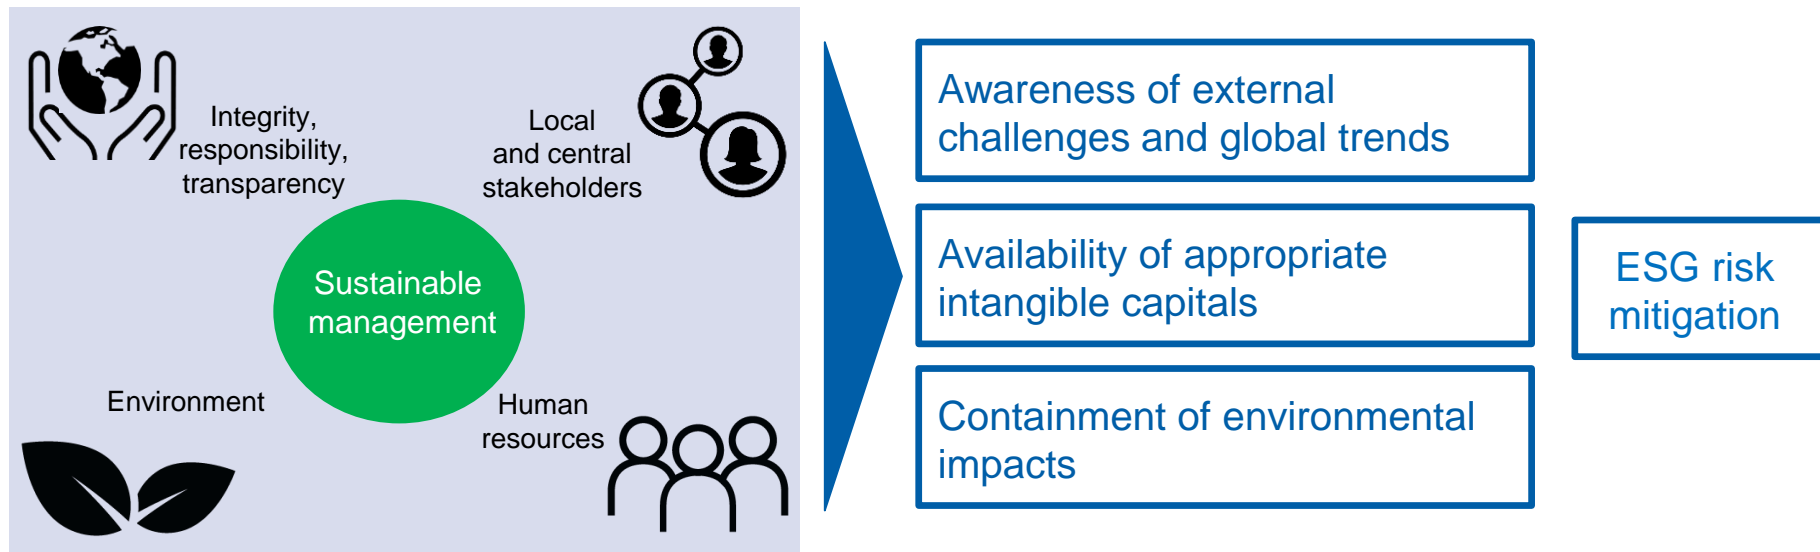 Integrity,
responsibility,
transparency
Local
and central
stakeholders
Sustainable
management
Environment
Human
resources
Awareness of external
challenges and global trends
Availability of appropriate
intangible capitals
Containment of environmental
impacts
ESG risk
mitigation